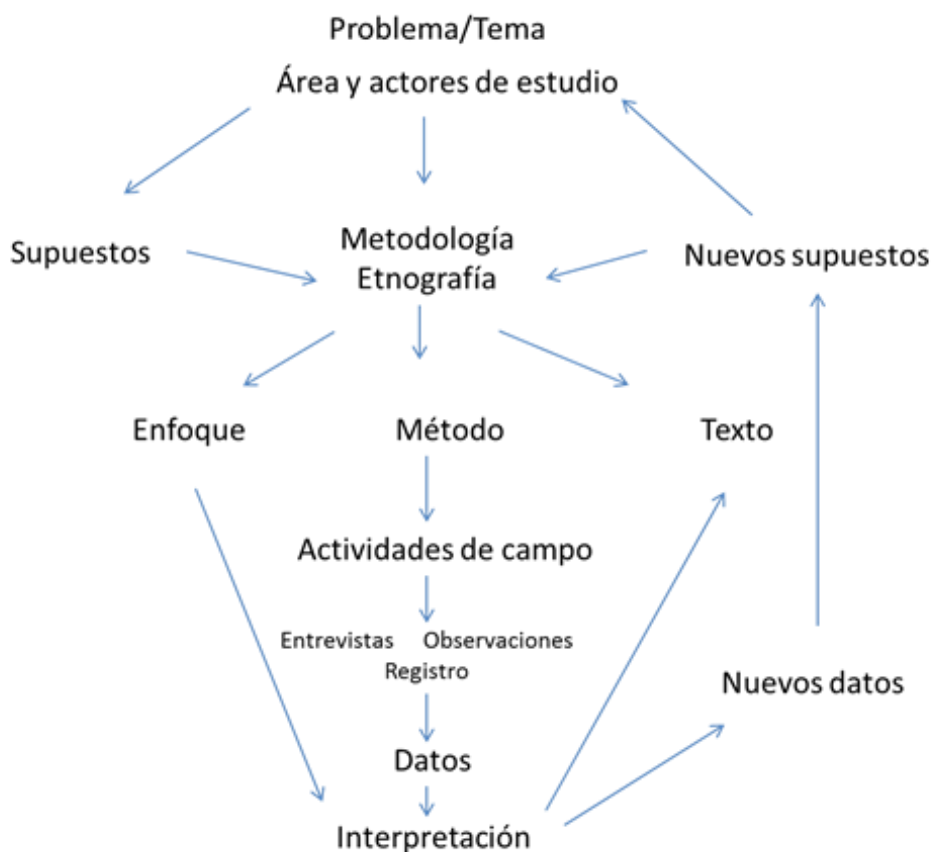 Problema/Tema
Área y actores de estudio
Supuestos
Metodología
Etnografía
Nuevos supuestos
Enfoque
Método
Texto
Actividades de campo
Entrevistas Observaciones
Registro
Nuevos datos
Datos
Interpretación